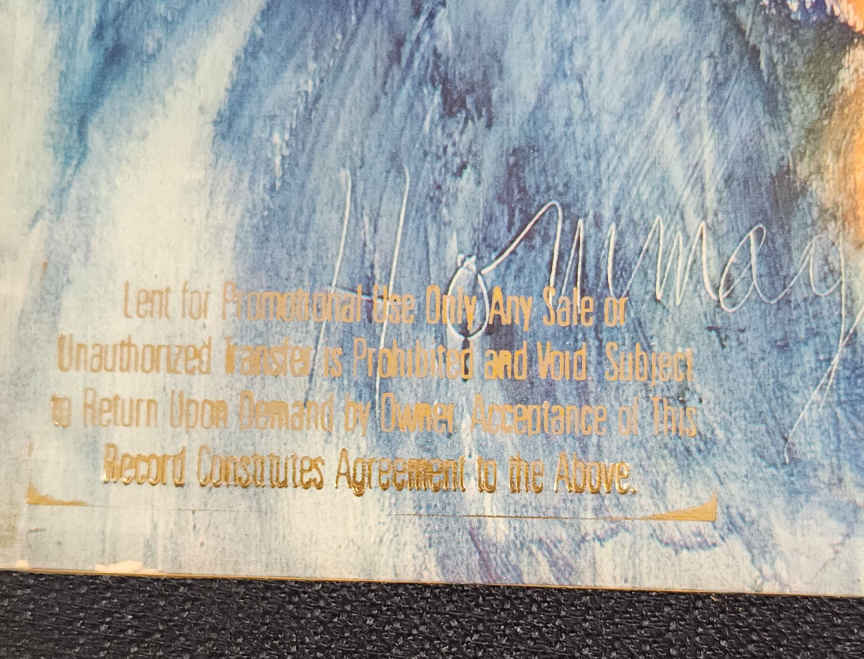 Hommag
Lent for Promotional Use Only Any Sale or
Unauthorized Transfer is Prohibited and Void. Subject
to Return Upon Demand by Owner. Acceptance of This
Record Constitutes Agreement to the Above.